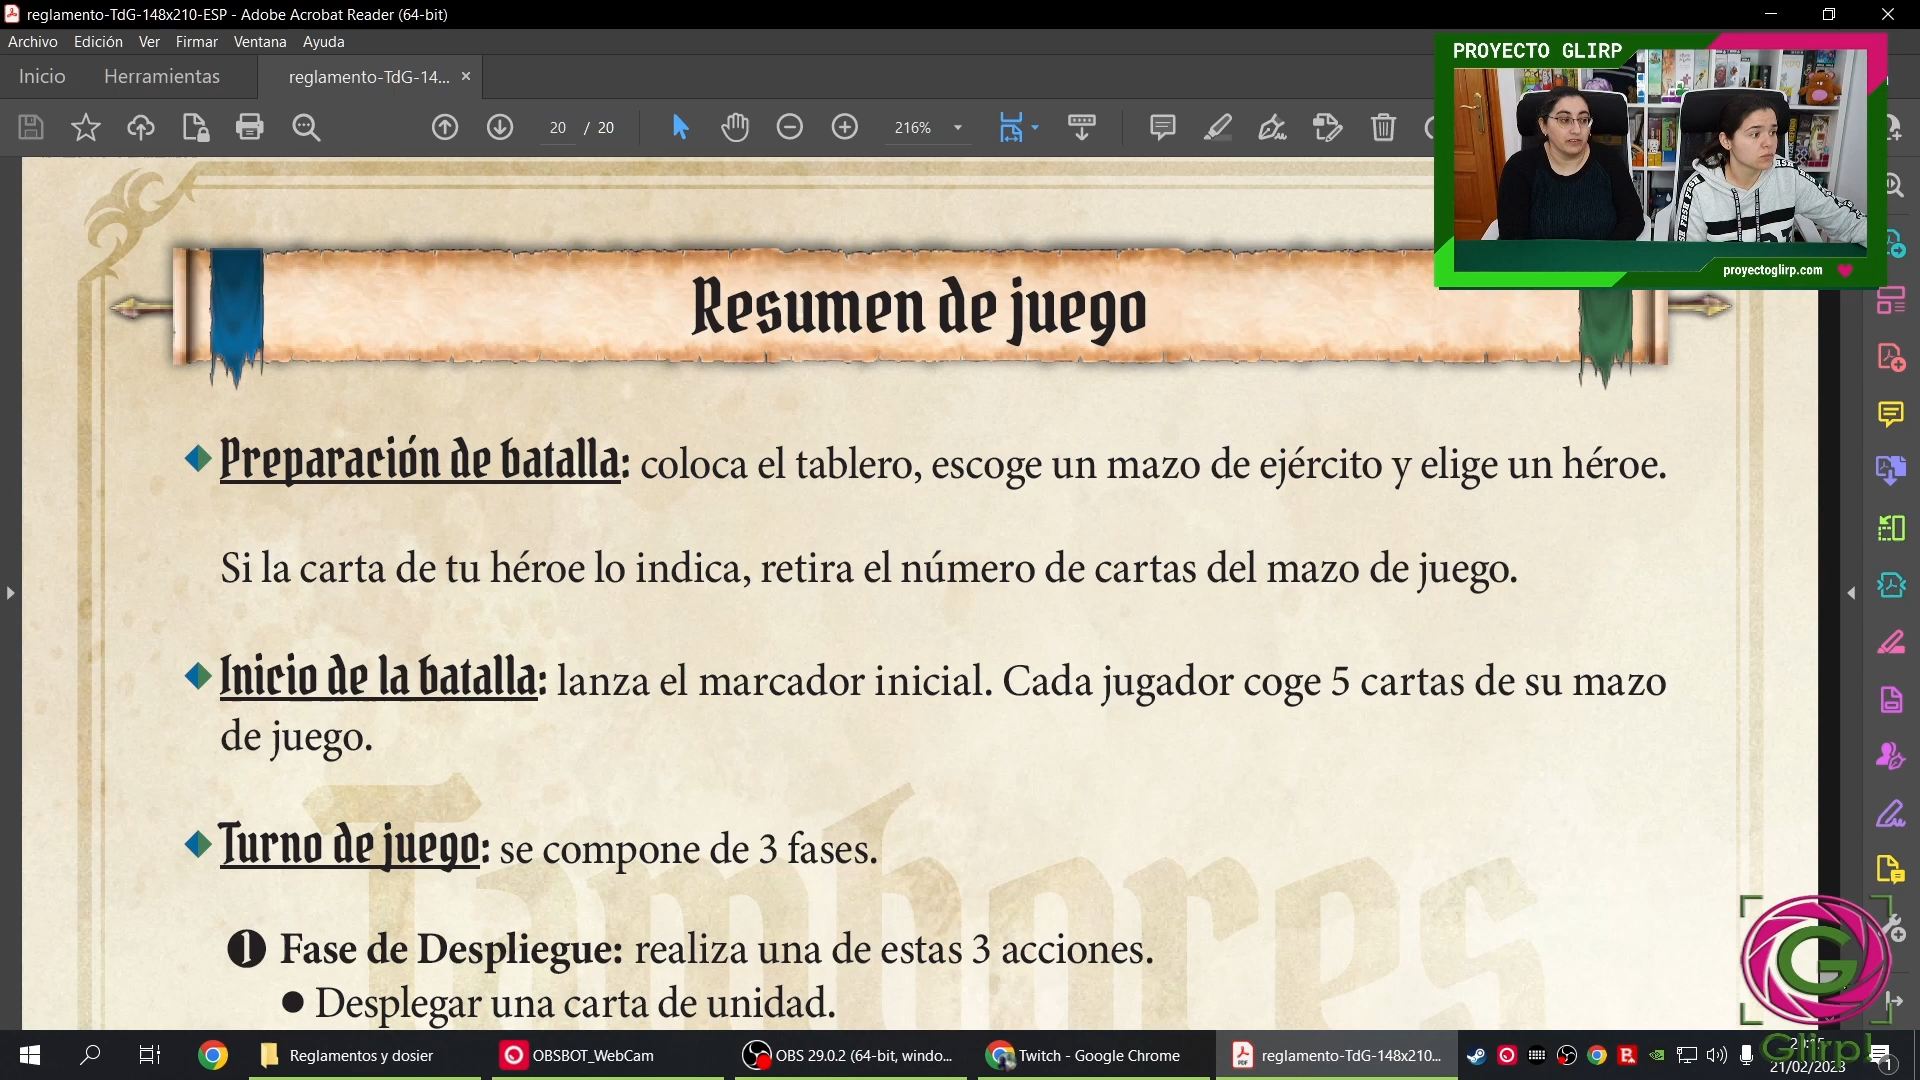 reglamento-TdG-148x210-ESP - Adobe Acrobat Reader (64-bit)
Archivo Edición Ver Firmar Ventana Ayuda
Inicio Herramientas reglamento-TdG-14... ×
20 / 20 216%
PROYECTO GLIRP
proyectoglirp.com
Resumen de juego
Preparación de batalla: coloca el tablero, escoge un mazo de ejército y elige un héroe.
Si la carta de tu héroe lo indica, retira el número de cartas del mazo de juego.
Inicio de la batalla: lanza el marcador inicial. Cada jugador coge 5 cartas de su mazo
de juego.
Turno de juego: se compone de 3 fases.
Tambores
1 Fase de Despliegue: realiza una de estas 3 acciones.
● Desplegar una carta de unidad.
G
Glirp!
Reglamentos y dosier OBSBOT_WebCam OBS 29.0.2 (64-bit, windo... Twitch - Google Chrome reglamento-TdG-148x210...
21/02/2023
1